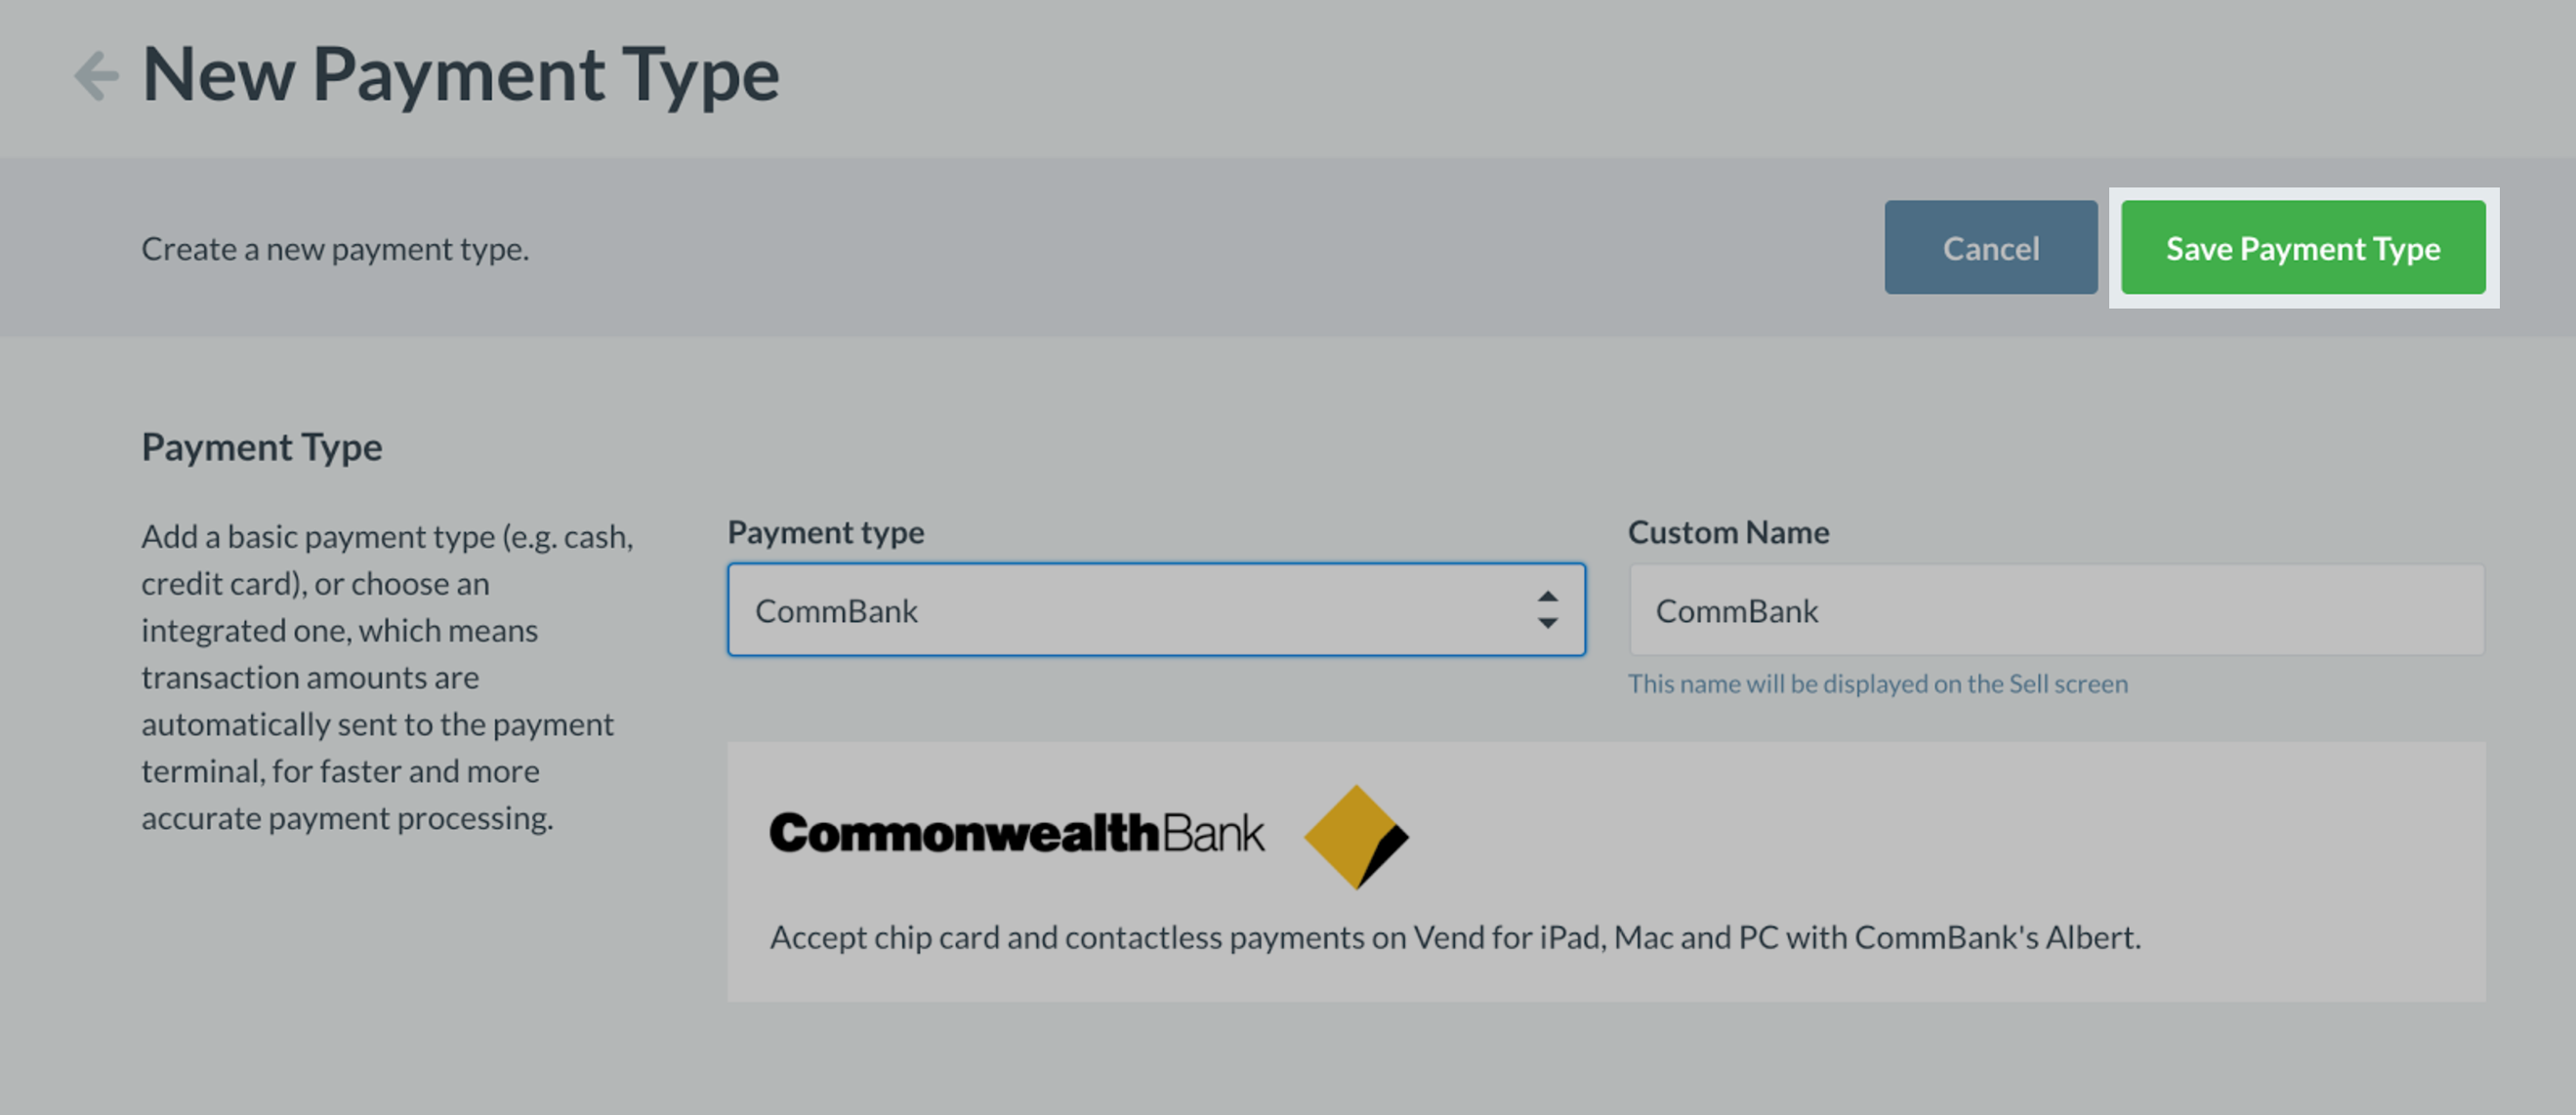 New Payment Type
Create a new payment type.
Cancel
Save Payment Type
Payment Type
Add a basic payment type (e.g. cash,
credit card), or choose an
integrated one, which means
transaction amounts are
automatically sent to the payment
terminal, for faster and more
accurate payment processing.
Payment type
CommBank
Custom Name
CommBank
This name will be displayed on the Sell screen
CommonwealthBank
Accept chip card and contactless payments on Vend for iPad, Mac and PC with CommBank's Albert.